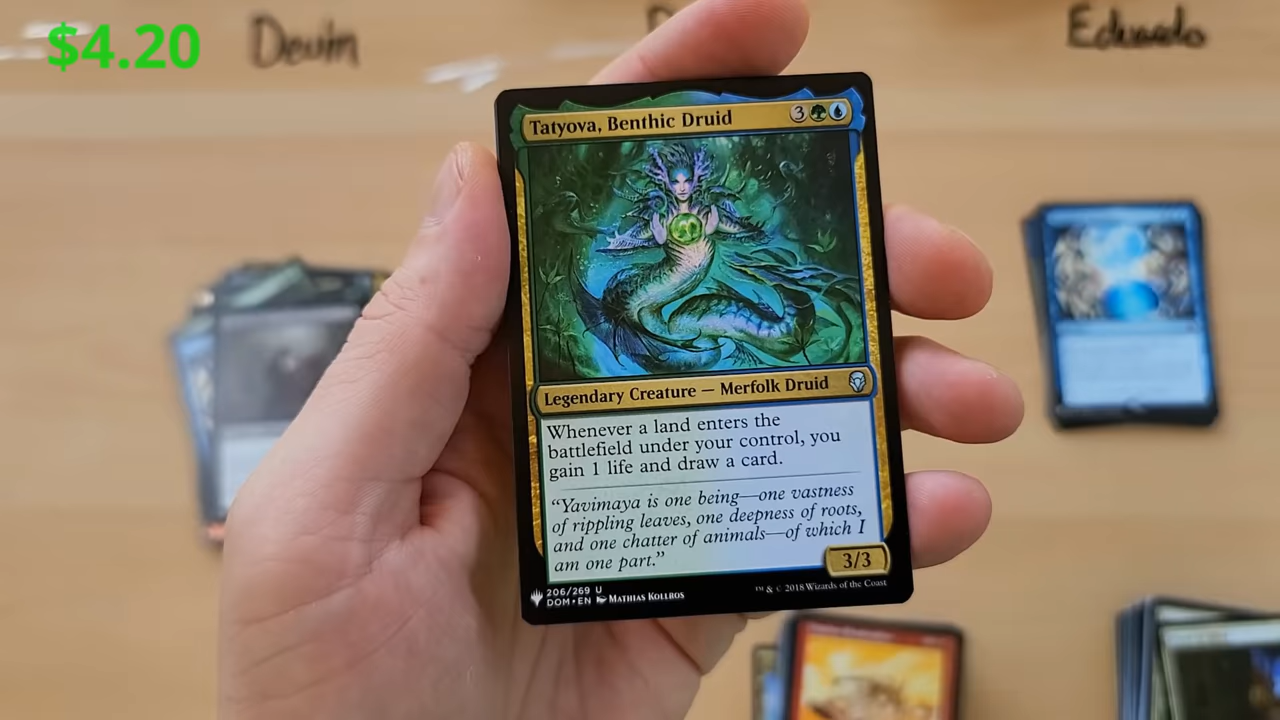 $4.20
Devin
Eduardo
Tatyova, Benthic Druid
3
Legendary Creature — Merfolk Druid
Whenever a land enters the
battlefield under your control, you
gain 1 life and draw a card.
“Yavimaya is one being—one vastness
of rippling leaves, one deepness of roots,
and one chatter of animals—of which I
am one part.”
3/3
206/269 U
DOM • EN Mathias Kollros
™ & © 2018 Wizards of the Coast